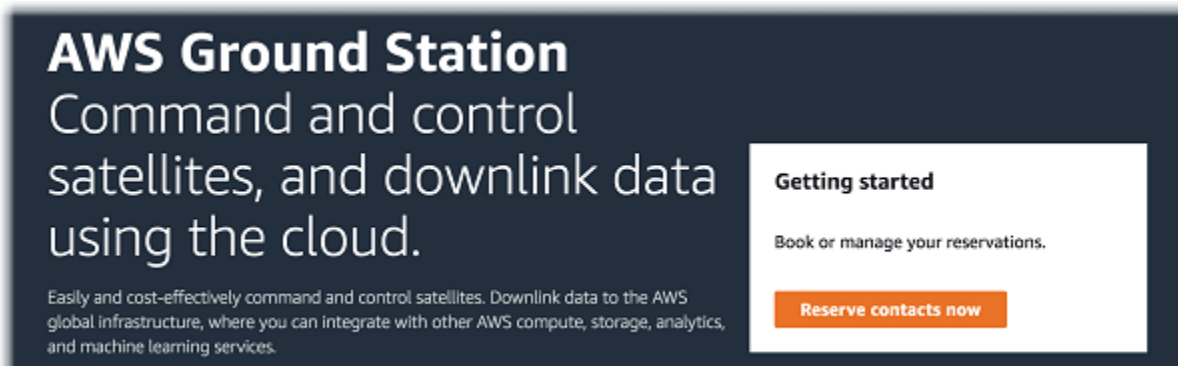 AWS Ground Station
Command and control
satellites, and downlink data
using the cloud.
Easily and cost-effectively command and control satellites. Downlink data to the AWS
global infrastructure, where you can integrate with other AWS compute, storage, analytics,
and machine learning services.
Getting started
Book or manage your reservations.
Reserve contacts now